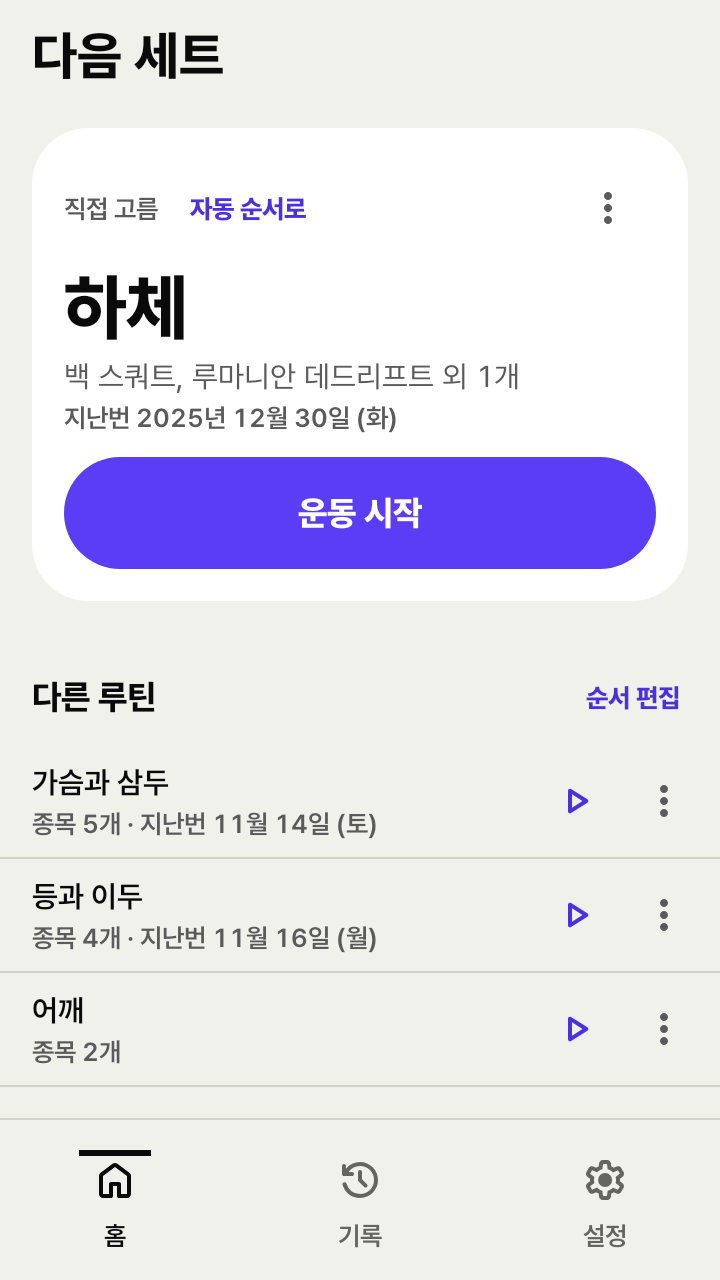 다음 세트
직접 고름 자동 순서로
하체
백 스쿼트, 루마니안 데드리프트 외 1개
지난번 2025년 12월 30일 (화)
운동 시작
다른 루틴 순서 편집
가슴과 삼두
종목 5개 · 지난번 11월 14일 (토)
등과 이두
종목 4개 · 지난번 11월 16일 (월)
어깨
종목 2개
홈 기록 설정